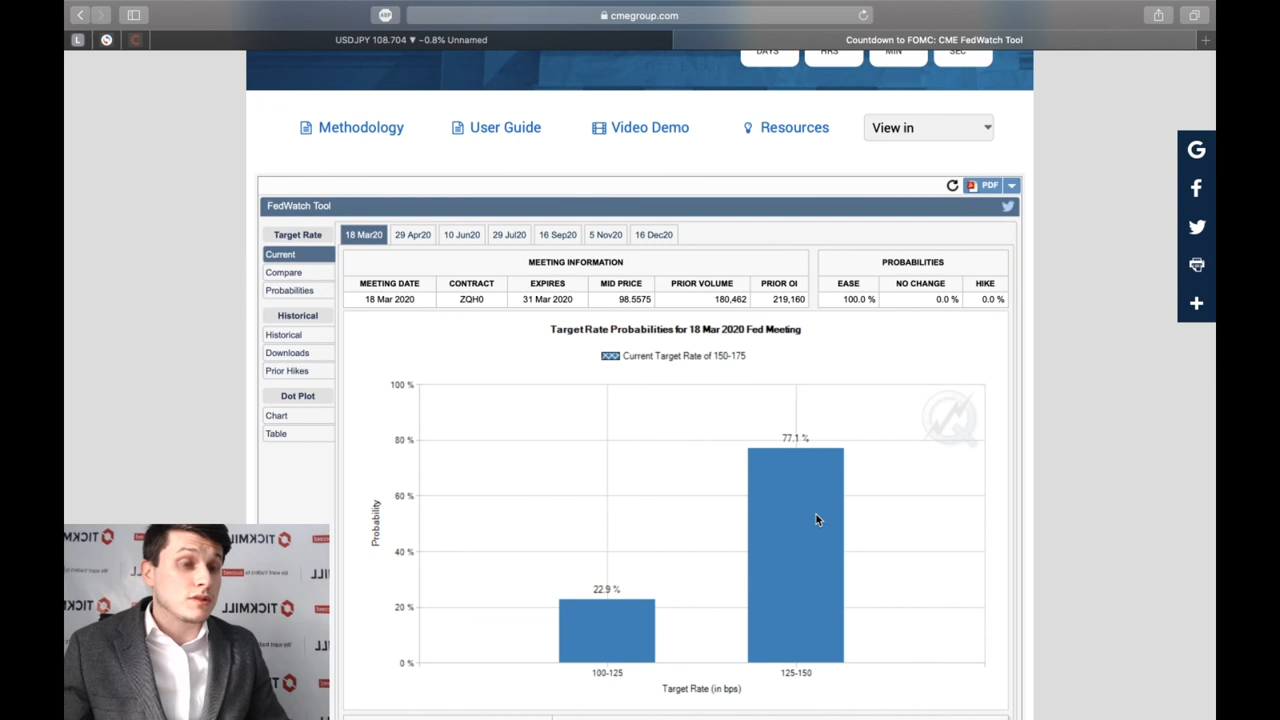 ABP
cmegroup.com
L
USDJPY 108.704 ▼ −0.8% Unnamed
Countdown to FOMC: CME FedWatch Tool
DAYS HRS MIN SEC
Methodology
User Guide
Video Demo
Resources
View in
PDF
FedWatch Tool
Target Rate
Current
Compare
Probabilities
Historical
Historical
Downloads
Prior Hikes
Dot Plot
Chart
Table
18 Mar20 29 Apr20 10 Jun20 29 Jul20 16 Sep20 5 Nov20 16 Dec20
MEETING INFORMATION
MEETING DATE CONTRACT EXPIRES MID PRICE PRIOR VOLUME PRIOR OI
18 Mar 2020 ZQH0 31 Mar 2020 98.5575 180,462 219,160
PROBABILITIES
EASE NO CHANGE HIKE
100.0 % 0.0 % 0.0 %
Target Rate Probabilities for 18 Mar 2020 Fed Meeting
Current Target Rate of 150-175
100 %
80 %
60 %
40 %
20 %
0 %
Probability
22.9 %
77.1 %
100-125
125-150
Target Rate (in bps)
G
f
TICKMILL